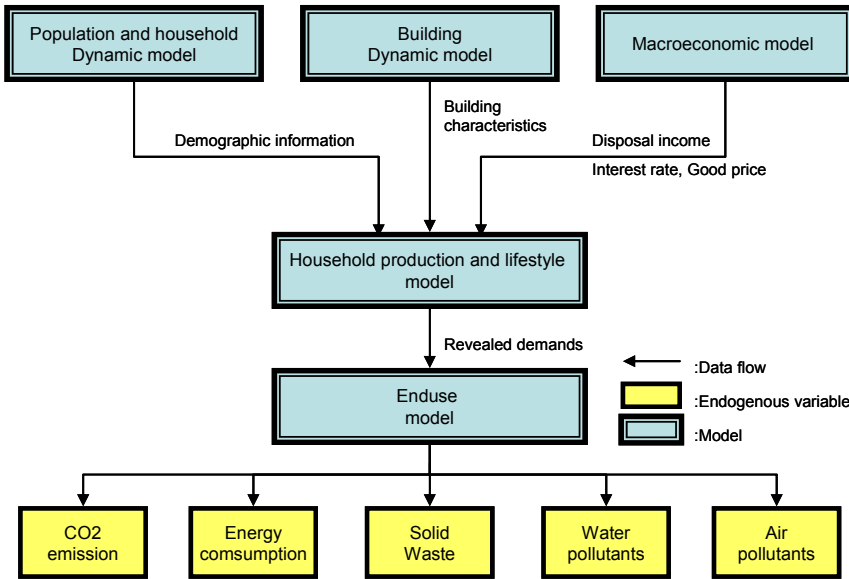 Population and household
Dynamic model
Building
Dynamic model
Macroeconomic model
Demographic information
Building
characteristics
Disposal income
Interest rate, Good price
Household production and lifestyle
model
Revealed demands
Enduse
model
:Data flow
:Endogenous variable
:Model
CO2
emission
Energy
comsumption
Solid
Waste
Water
pollutants
Air
pollutants